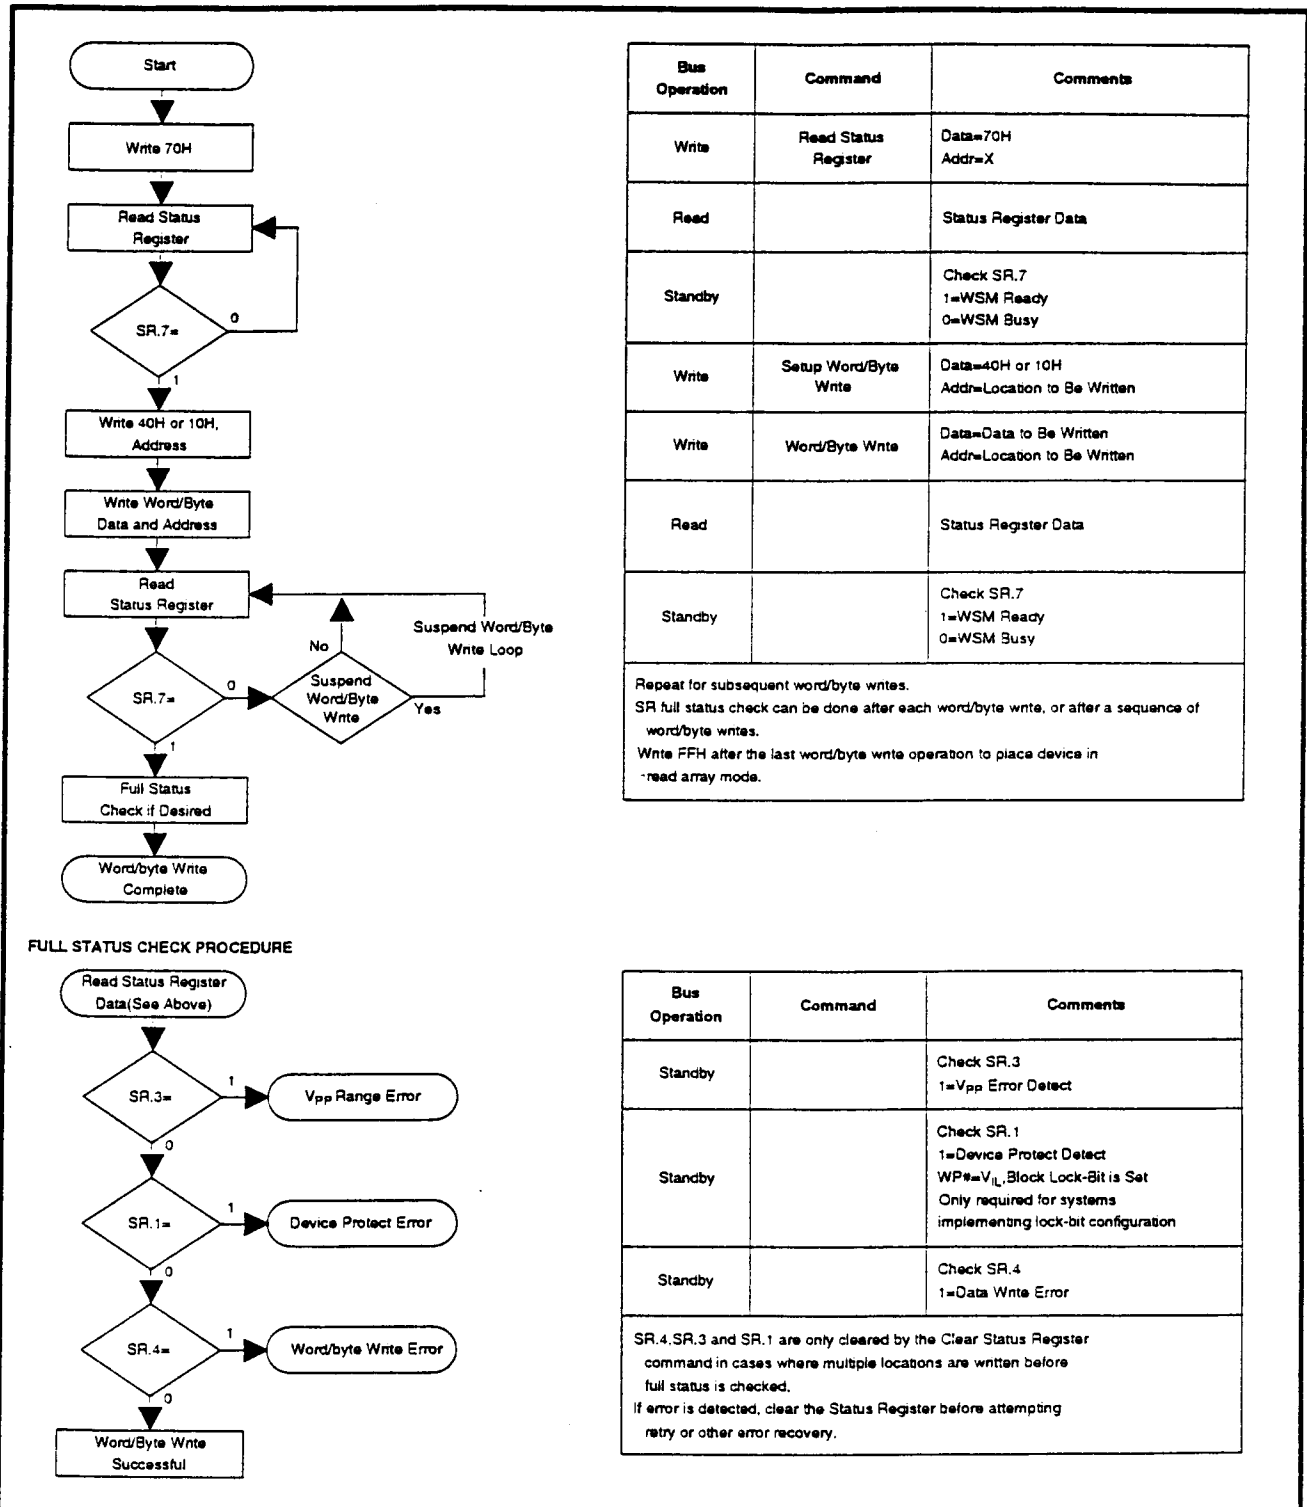 Start
Write 70H
Read Status
Register
SR.7=
0
1
Write 40H or 10H,
Address
Write Word/Byte
Data and Address
Read
Status Register
SR.7=
0
1
No
Suspend
Word/Byte
Write
Yes
Suspend Word/Byte
Write Loop
Full Status
Check if Desired
Word/byte Write
Complete
Bus
Operation
Command
Comments
Write
Read Status
Register
Data=70H
Addr=X
Read
Status Register Data
Standby
Check SR.7
1=WSM Ready
0=WSM Busy
Write
Setup Word/Byte
Write
Data=40H or 10H
Addr=Location to Be Written
Write
Word/Byte Write
Data=Data to Be Written
Addr=Location to Be Written
Read
Status Register Data
Standby
Check SR.7
1=WSM Ready
0=WSM Busy
Repeat for subsequent word/byte writes.
SR full status check can be done after each word/byte write, or after a sequence of
word/byte writes.
Write FFH after the last word/byte write operation to place device in
read array mode.
FULL STATUS CHECK PROCEDURE
Read Status Register
Data(See Above)
SR.3=
1
VPP Range Error
0
SR.1=
1
Device Protect Error
0
SR.4=
1
Word/byte Write Error
0
Word/Byte Write
Successful
Bus
Operation
Command
Comments
Standby
Check SR.3
1=VPP Error Detect
Standby
Check SR.1
1=Device Protect Detect
WP#=VIL,Block Lock-Bit is Set
Only required for systems
implementing lock-bit configuration
Standby
Check SR.4
1=Data Write Error
SR.4,SR.3 and SR.1 are only cleared by the Clear Status Register
command in cases where multiple locations are written before
full status is checked.
If error is detected, clear the Status Register before attempting
retry or other error recovery.